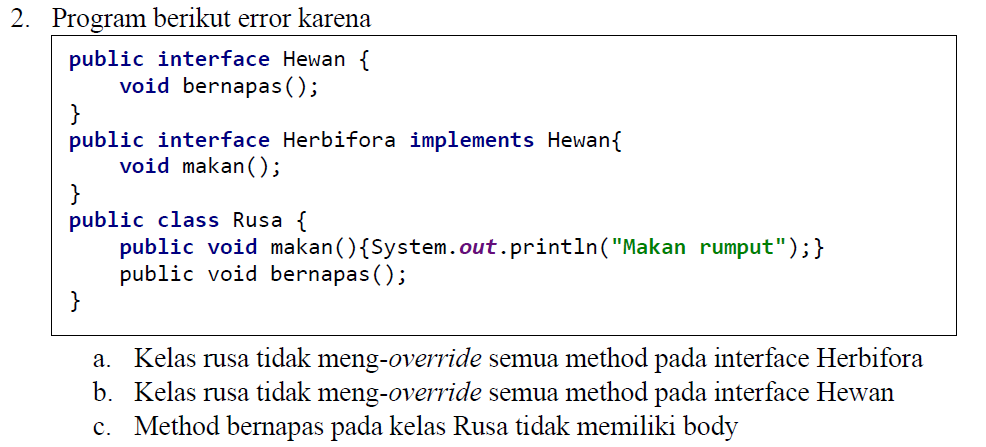 2. Program berikut error karena
public interface Hewan {
    void bernapas();
}
public interface Herbifora implements Hewan{
    void makan();
}
public class Rusa {
    public void makan(){System.out.println("Makan rumput");}
    public void bernapas();
}
a. Kelas rusa tidak meng-override semua method pada interface Herbifora
b. Kelas rusa tidak meng-override semua method pada interface Hewan
c. Method bernapas pada kelas Rusa tidak memiliki body